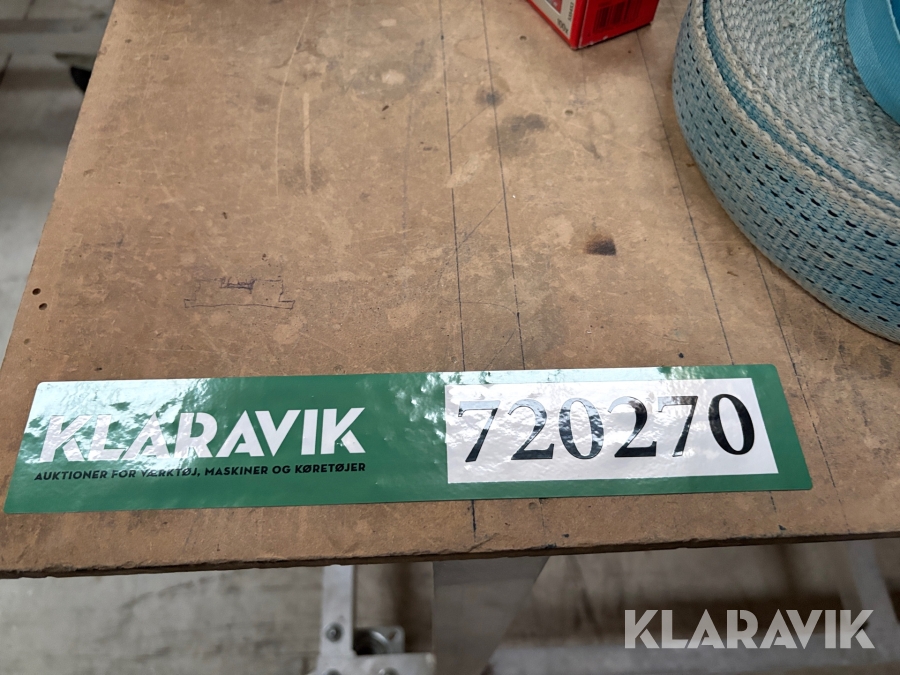 KLARAVIK
AUKTIONER FOR VÆRKTØJ, MASKINER OG KØRETØJER
720270
KLARAVIK